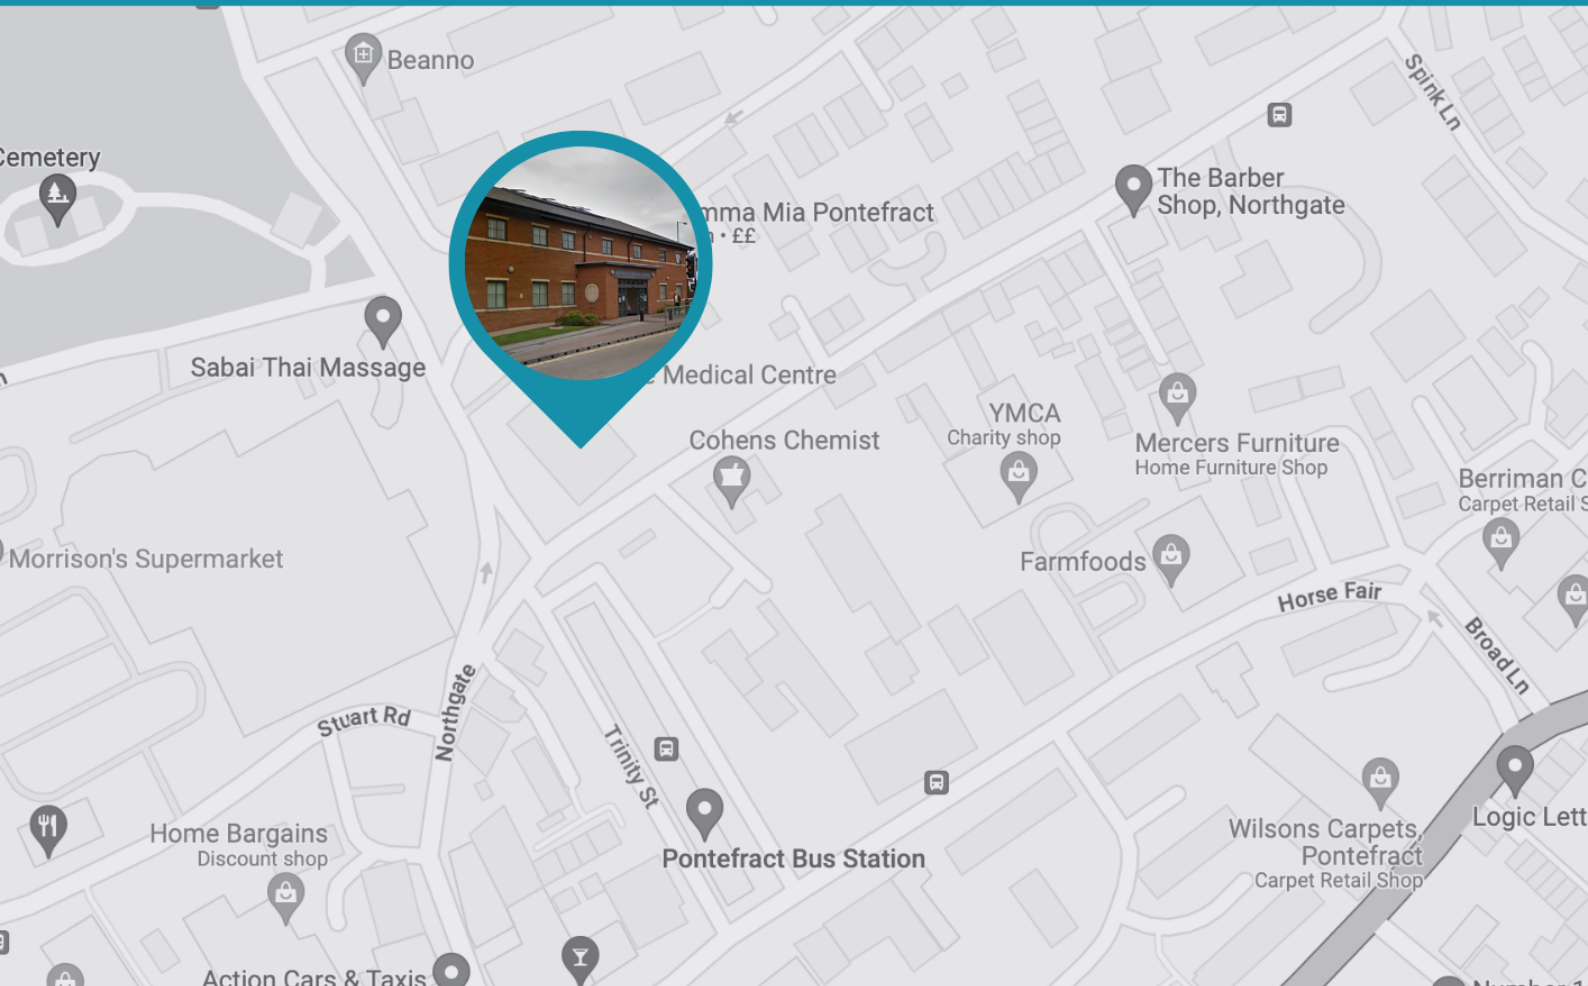 Beanno
Spink Ln
Cemetery
The Barber
Shop, Northgate
mma Mia Pontefract
• ££
Sabai Thai Massage
Medical Centre
YMCA
Charity shop
Cohens Chemist
Mercers Furniture
Home Furniture Shop
Berriman C
Carpet Retail S
Morrison's Supermarket
Farmfoods
Horse Fair
Broad Ln
Northgate
Stuart Rd
Trinity St
Home Bargains
Discount shop
Pontefract Bus Station
Wilsons Carpets,
Pontefract
Carpet Retail Shop
Logic Lett
Action Cars & Taxis